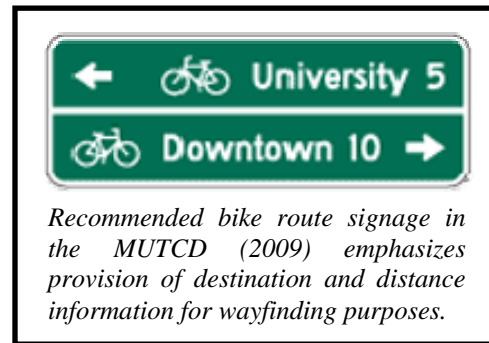 University 5
Downtown 10
Recommended bike route signage in
the MUTCD (2009) emphasizes
provision of destination and distance
information for wayfinding purposes.